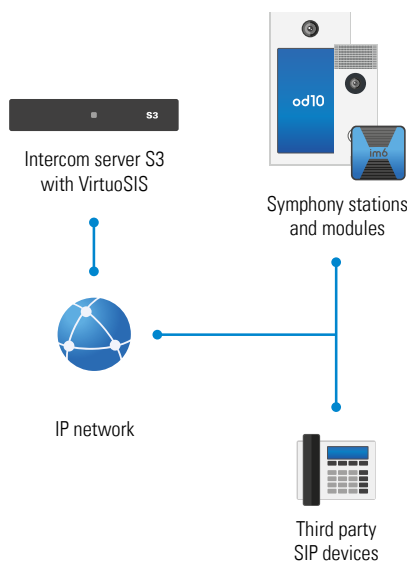 S3
Intercom server S3
with VirtuoSIS
od10
im6
Symphony stations
and modules
IP network
Third party
SIP devices